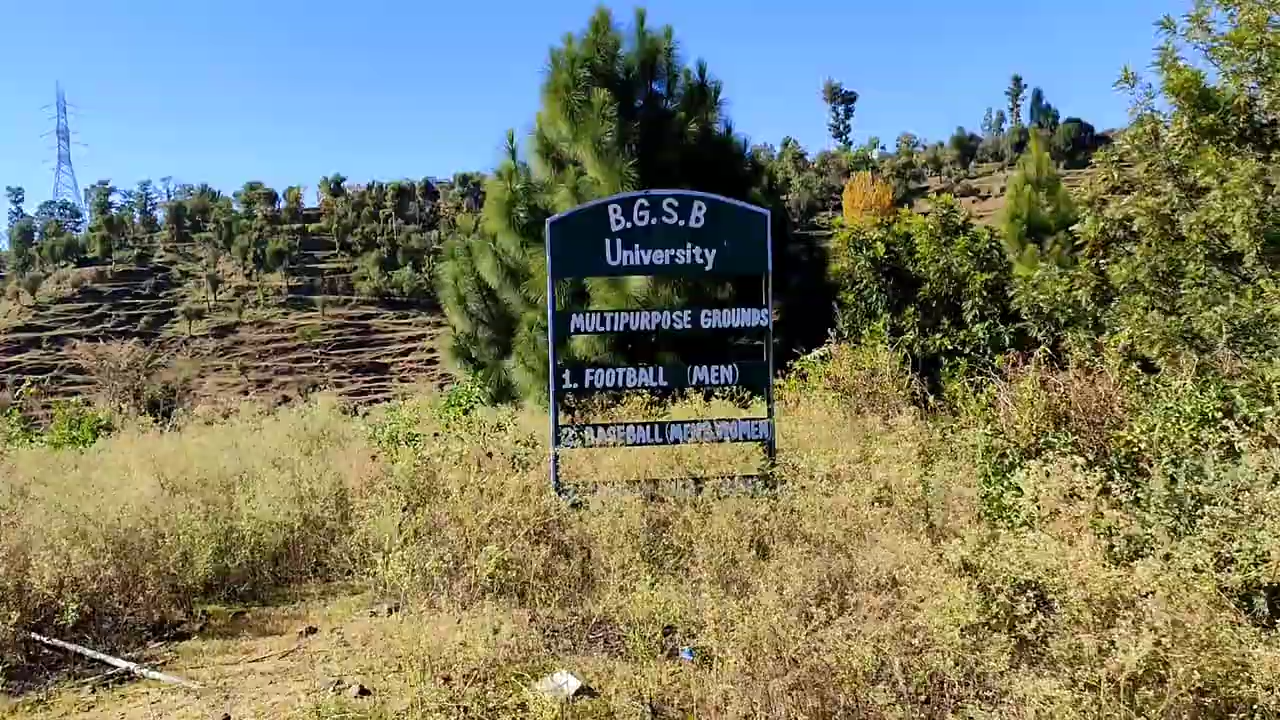 B.G.S.B
University
MULTIPURPOSE GROUNDS
1. FOOTBALL (MEN)
2. BASEBALL (MEN&WOMEN)